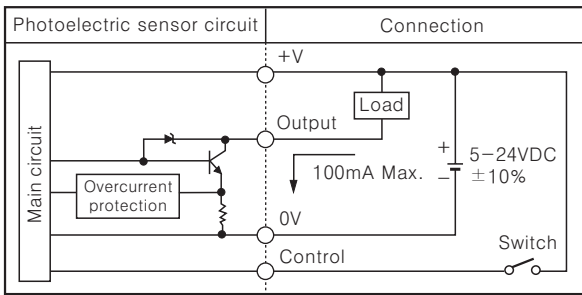 Photoelectric sensor circuit
Connection
+V
Load
Output
Main circuit
100mA Max.
+
−
5−24VDC
±10%
Overcurrent
protection
0V
Switch
Control